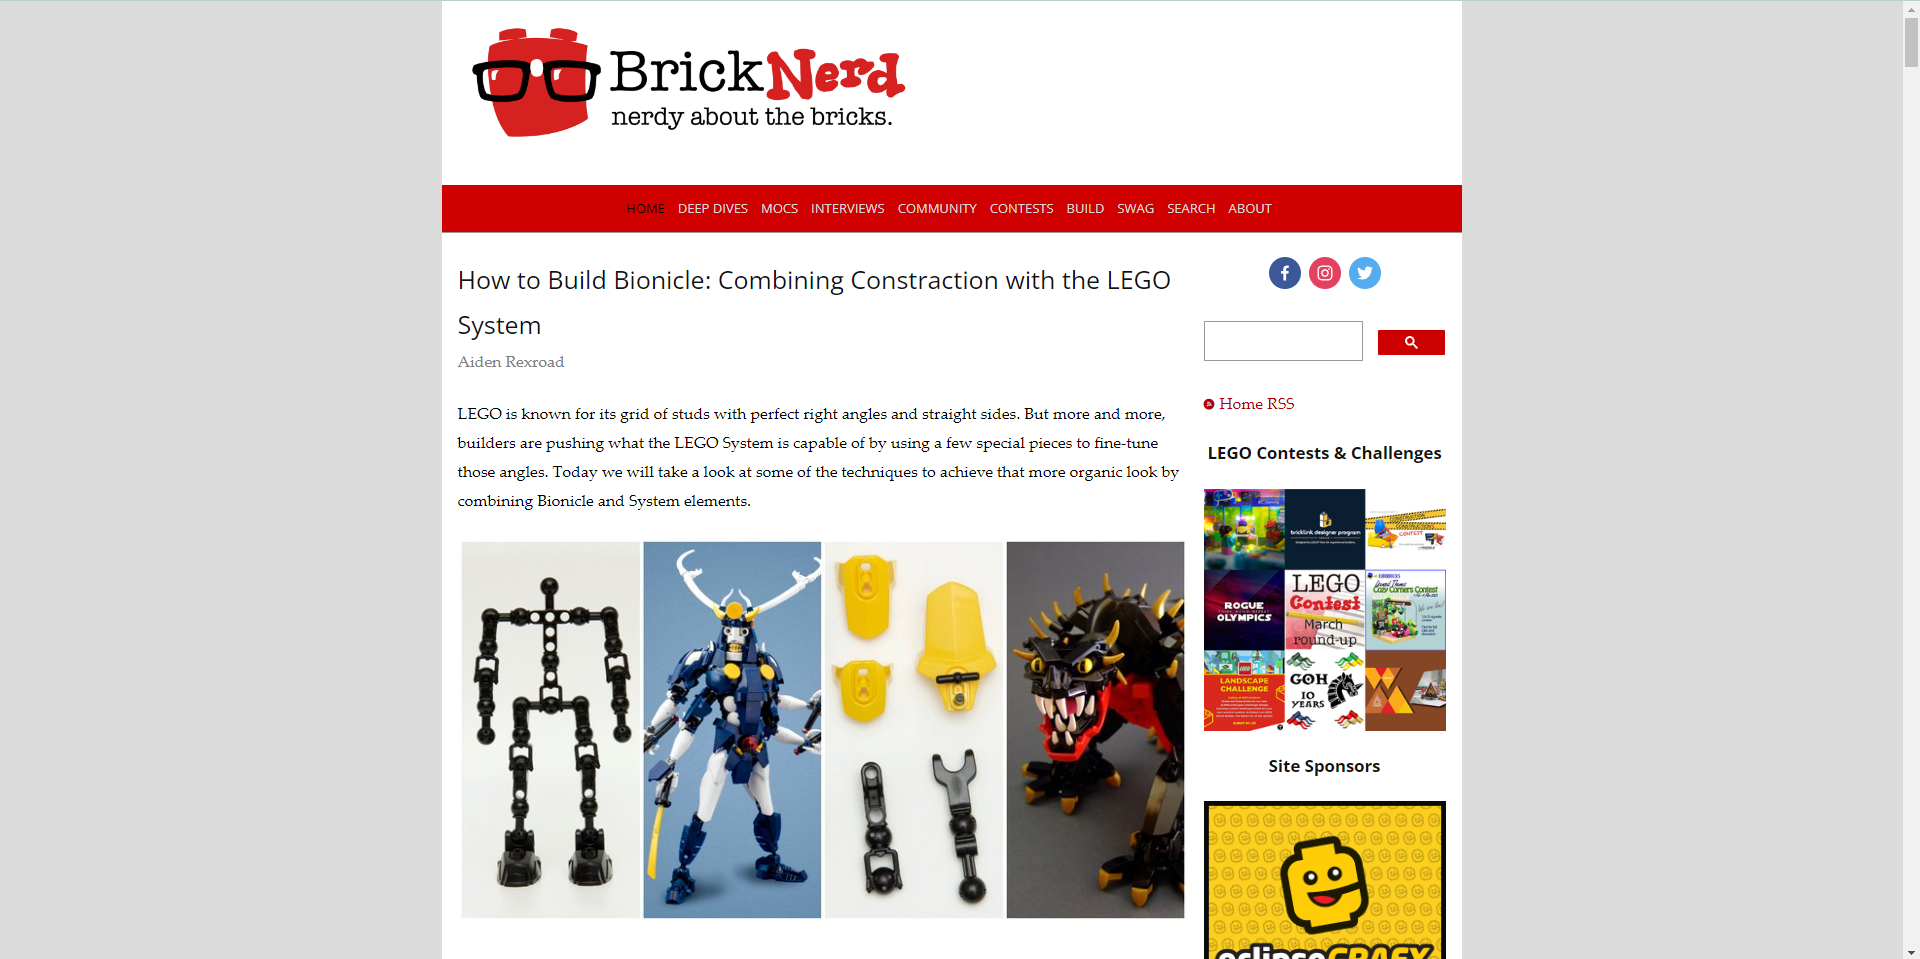 BrickNerd
nerdy about the bricks.
HOME DEEP DIVES MOCS INTERVIEWS COMMUNITY CONTESTS BUILD SWAG SEARCH ABOUT
How to Build Bionicle: Combining Constraction with the LEGO
System
Aiden Rexroad
LEGO is known for its grid of studs with perfect right angles and straight sides. But more and more,
builders are pushing what the LEGO System is capable of by using a few special pieces to fine-tune
those angles. Today we will take a look at some of the techniques to achieve that more organic look by
combining Bionicle and System elements.
Home RSS
LEGO Contests & Challenges
bricklink designer program
CONTEST
ROGUE
OLYMPICS
LEGO
Contest
March
round-up
EUROBRICKS
Cozy Corners Contest
We are live!
LANDSCAPE
CHALLENGE
GOH
10
YEARS
Site Sponsors
eclipseGRAFX